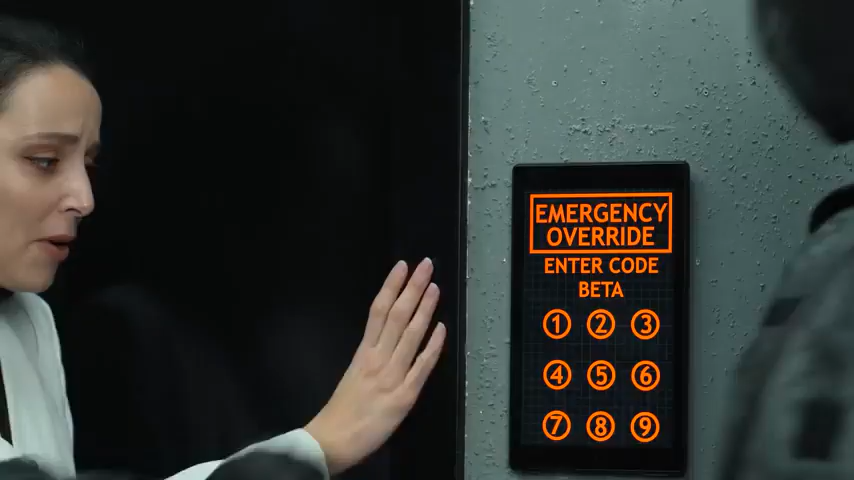 EMERGENCY
OVERRIDE
ENTER CODE
BETA
1 2 3
4 5 6
7 8 9